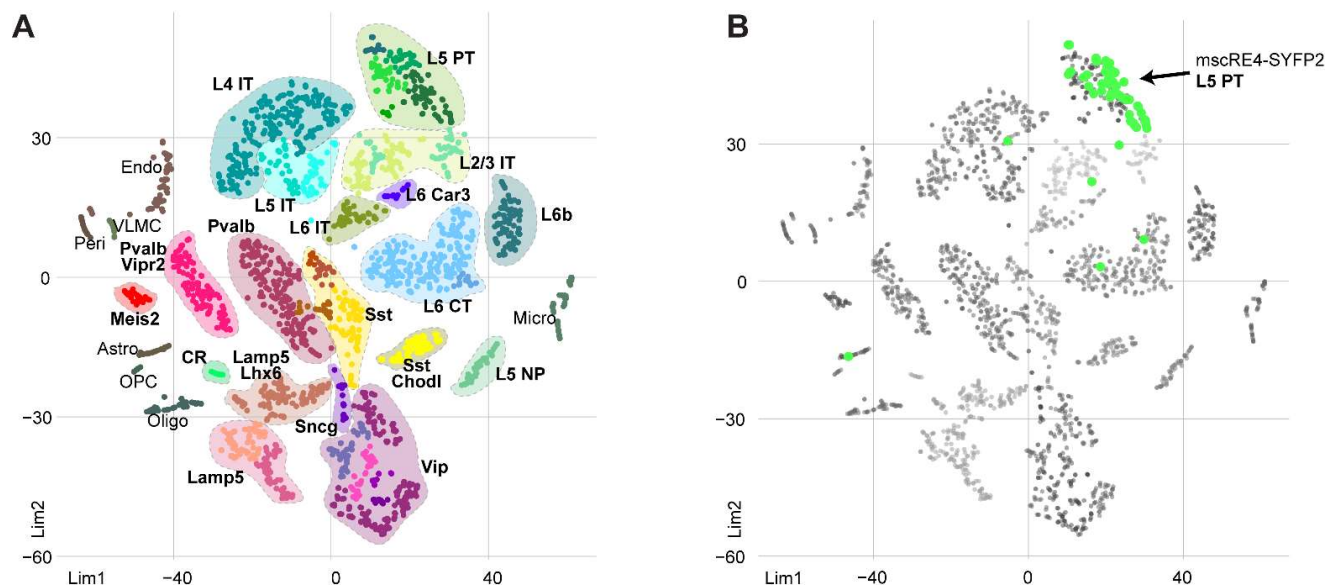 A
L5 PT
L4 IT
30
Endo
L2/3 IT
L6 Car3
L5 IT
L6b
VLMC
Peri
Pvalb
L6 IT
Pvalb
Vipr2
0
L6 CT
Meis2
Sst
Micro
Astro
CR
Lamp5
Lhx6
Sst
Chodl
L5 NP
OPC
−30
Oligo
Sncg
Lamp5
Vip
Lim2
−60
Lim1
−40
0
40
B
mscRE4-SYFP2
L5 PT
30
0
−30
Lim2
−60
Lim1
−40
0
40